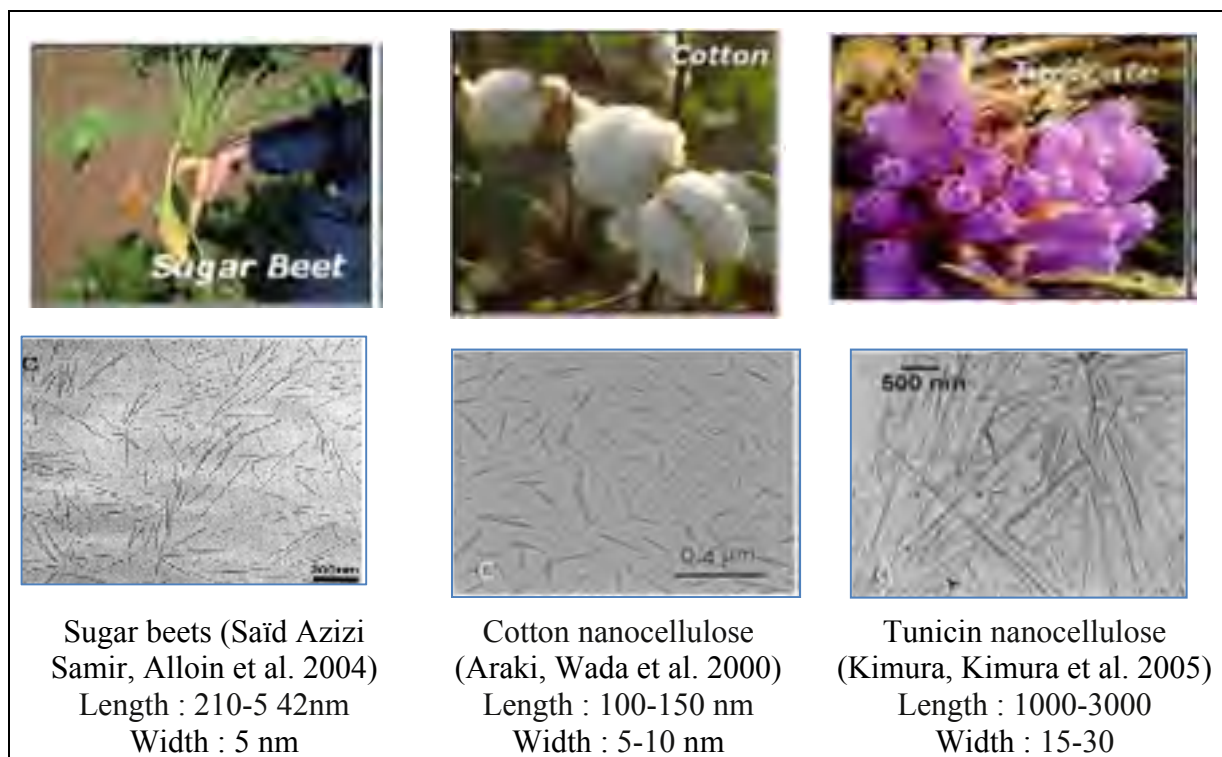 Sugar Beet
Cotton
500 nm
0.4 µm
Sugar beets (Saïd Azizi
Samir, Alloin et al. 2004)
Length : 210-5 42nm
Width : 5 nm
Cotton nanocellulose
(Araki, Wada et al. 2000)
Length : 100-150 nm
Width : 5-10 nm
Tunicin nanocellulose
(Kimura, Kimura et al. 2005)
Length : 1000-3000
Width : 15-30